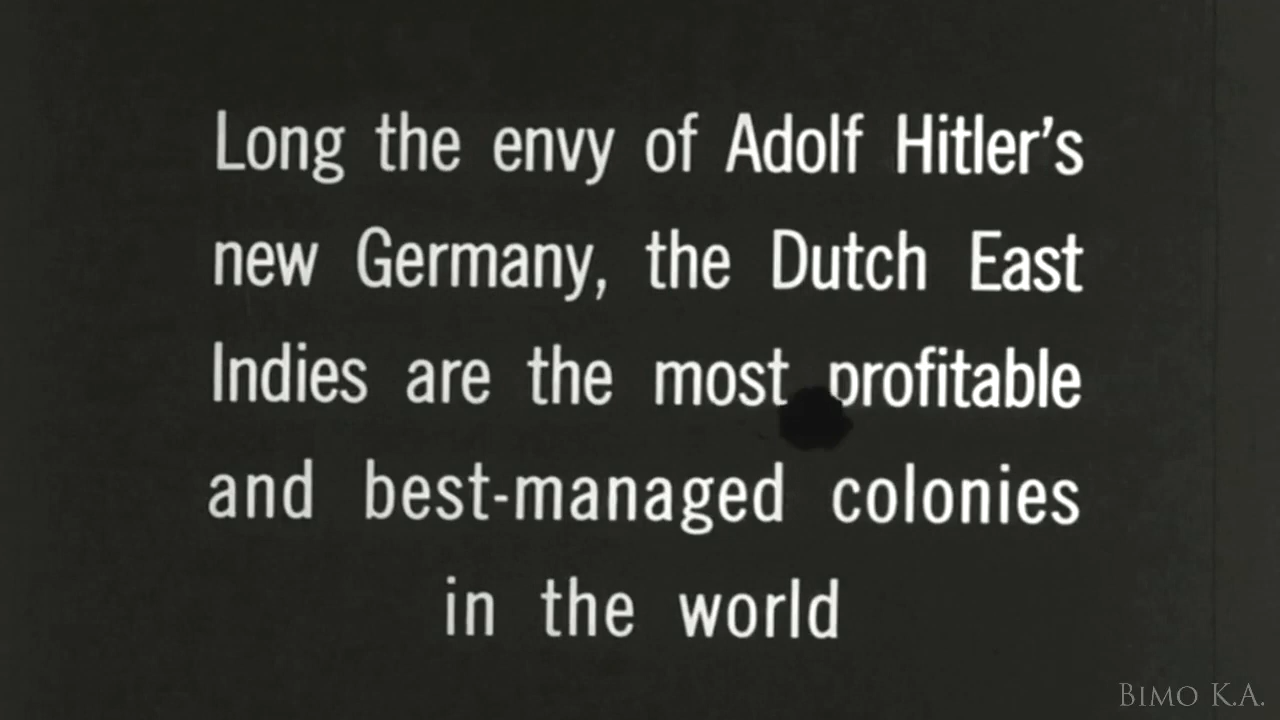 Long the envy of Adolf Hitler's
new Germany, the Dutch East
Indies are the most profitable
and best-managed colonies
in the world
BIMO K.A.